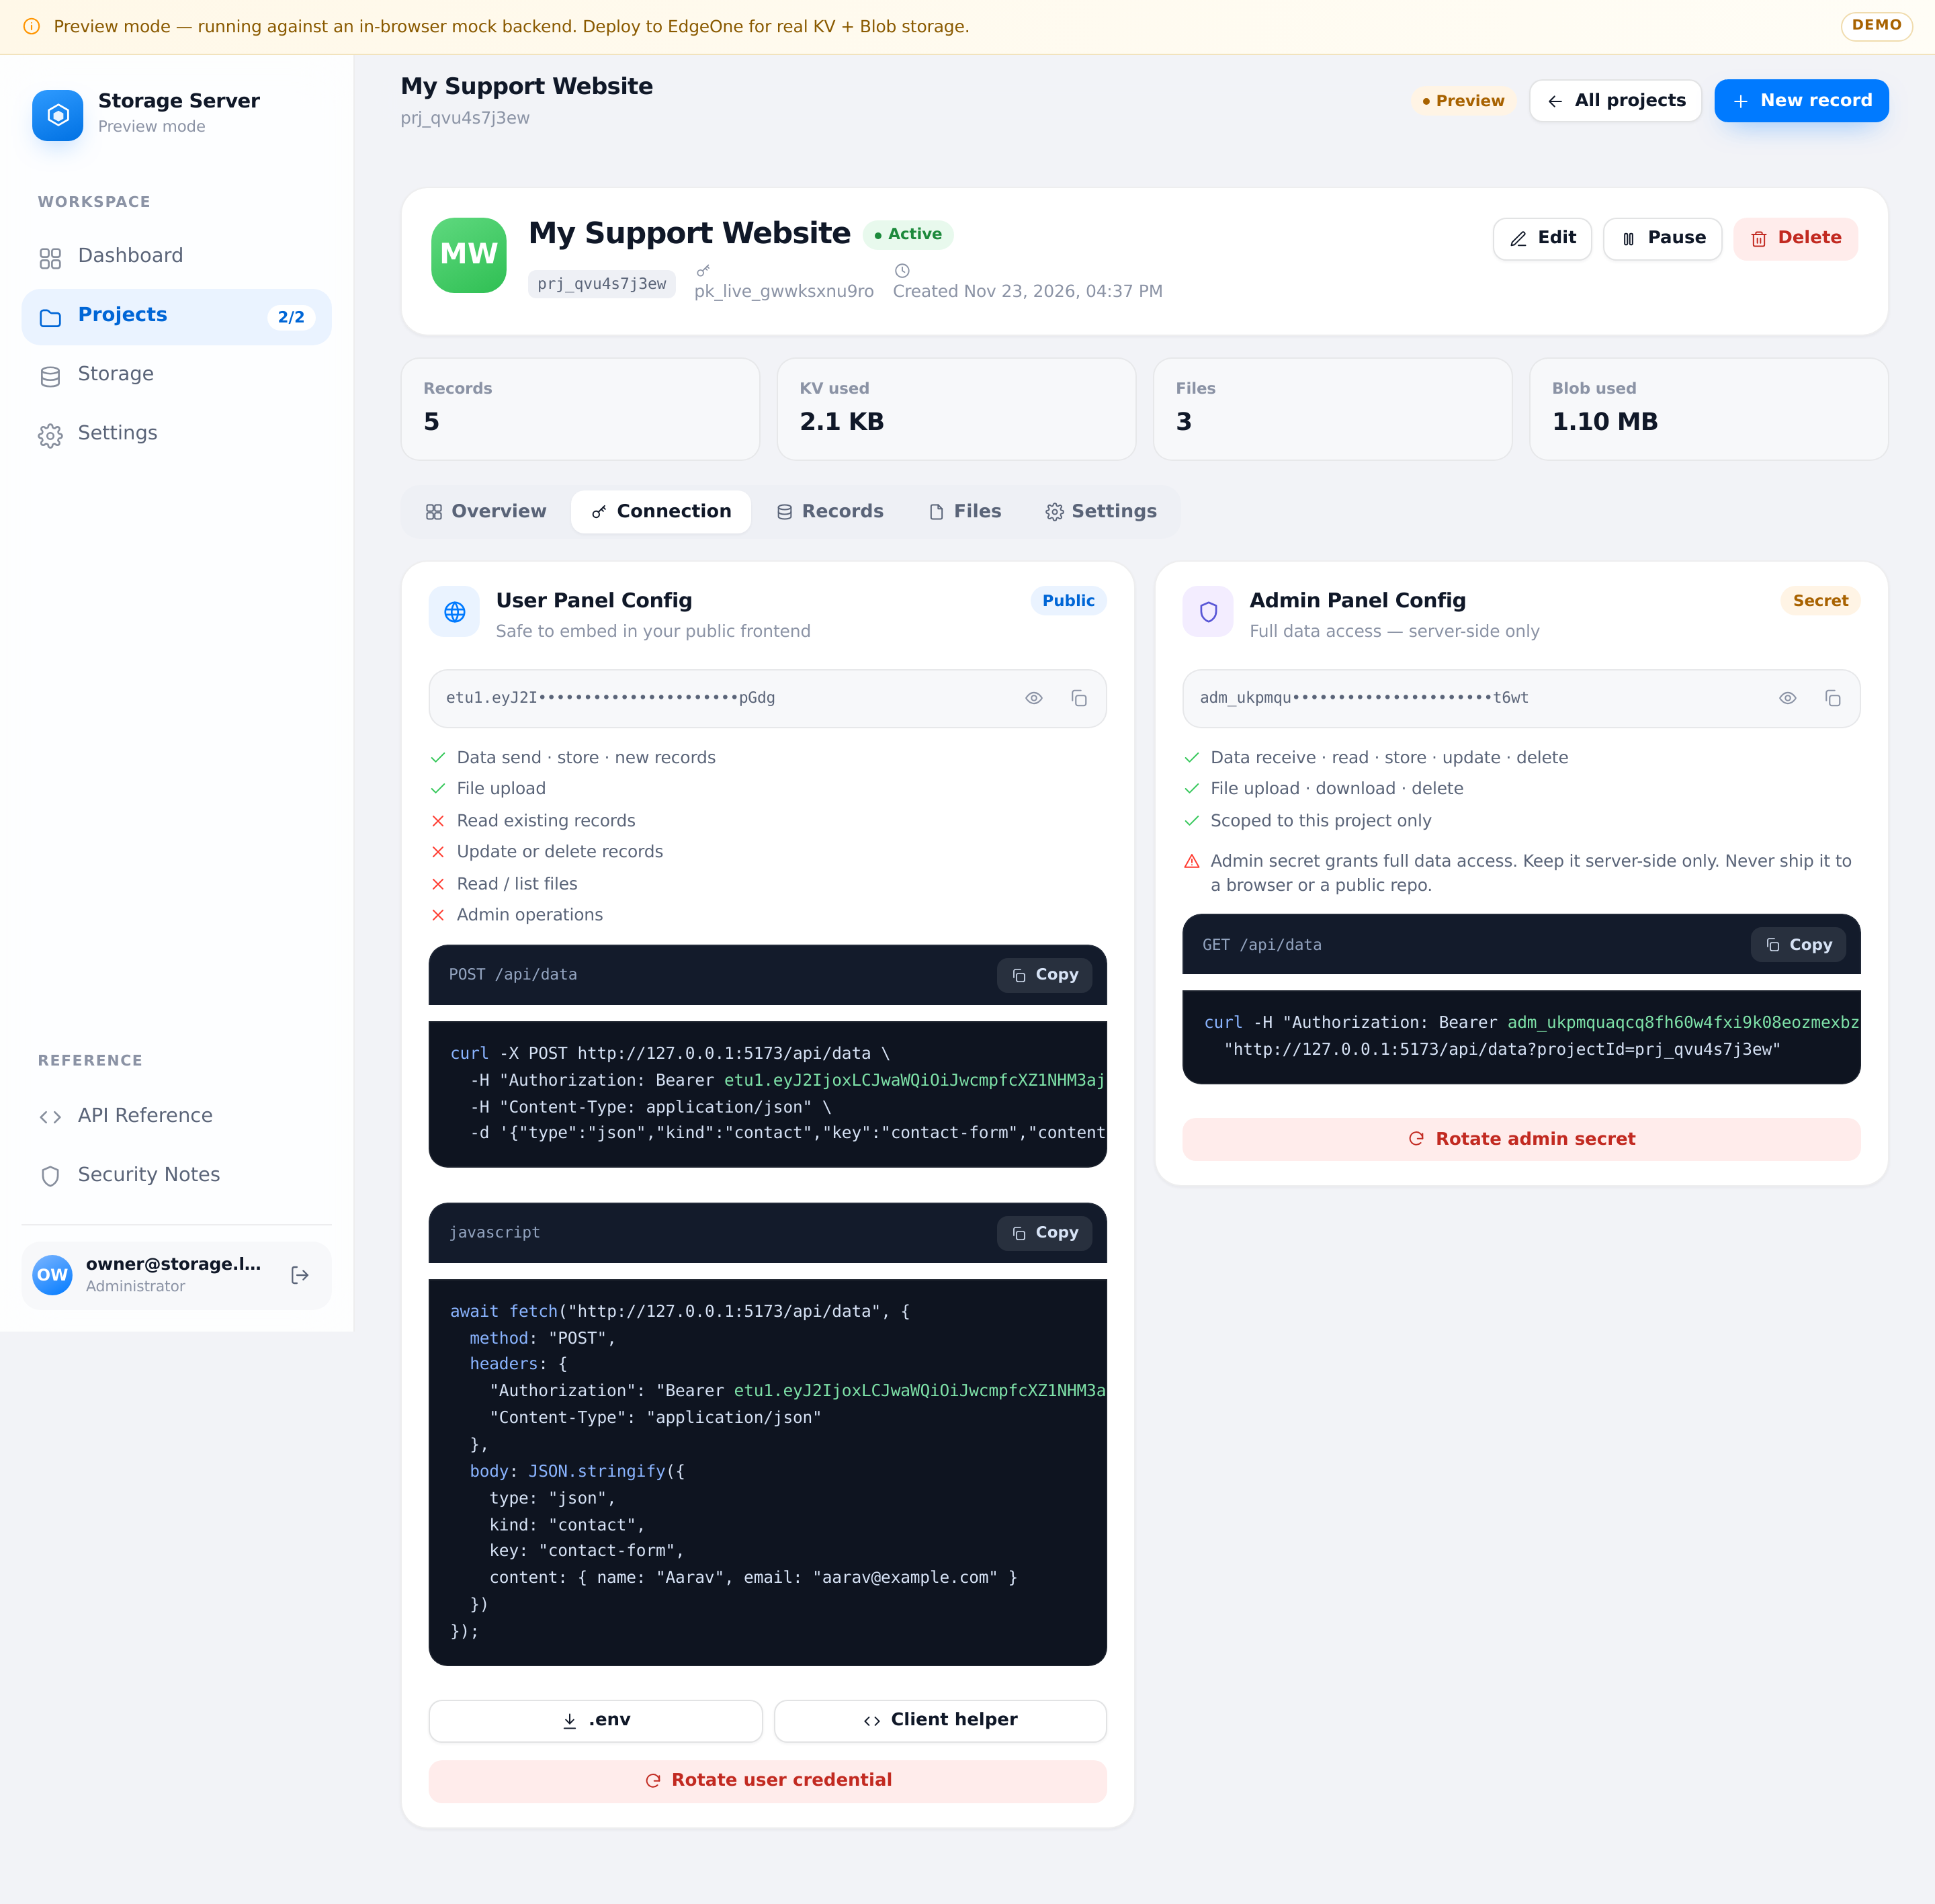 Preview mode — running against an in-browser mock backend. Deploy to EdgeOne for real KV + Blob storage.
DEMO
Storage Server
Preview mode
WORKSPACE
Dashboard
Projects
2/2
Storage
Settings
REFERENCE
API Reference
Security Notes
OW
owner@storage.l...
Administrator
My Support Website
prj_qvu4s7j3ew
Preview
All projects
New record
MW
My Support Website
Active
prj_qvu4s7j3ew
pk_live_gwwksxnu9ro
Created Nov 23, 2026, 04:37 PM
Edit
Pause
Delete
Records
5
KV used
2.1 KB
Files
3
Blob used
1.10 MB
Overview
Connection
Records
Files
Settings
User Panel Config
Safe to embed in your public frontend
Public
etu1.eyJ2I••••••••••••••••••••••pGdg
Data send · store · new records
File upload
Read existing records
Update or delete records
Read / list files
Admin operations
POST /api/data
Copy
curl -X POST http://127.0.0.1:5173/api/data \
-H "Authorization: Bearer etu1.eyJ2IjoxLCJwaWQiOiJwcmpfcXZ1NHM3aj
-H "Content-Type: application/json" \
-d '{"type":"json","kind":"contact","key":"contact-form","content
javascript
Copy
await fetch("http://127.0.0.1:5173/api/data", {
method: "POST",
headers: {
"Authorization": "Bearer etu1.eyJ2IjoxLCJwaWQiOiJwcmpfcXZ1NHM3a
"Content-Type": "application/json"
},
body: JSON.stringify({
type: "json",
kind: "contact",
key: "contact-form",
content: { name: "Aarav", email: "aarav@example.com" }
})
});
.env
Client helper
Rotate user credential
Admin Panel Config
Full data access — server-side only
Secret
adm_ukpmqu••••••••••••••••••••••t6wt
Data receive · read · store · update · delete
File upload · download · delete
Scoped to this project only
Admin secret grants full data access. Keep it server-side only. Never ship it to
a browser or a public repo.
GET /api/data
Copy
curl -H "Authorization: Bearer adm_ukpmquaqcq8fh60w4fxi9k08eozmexbz
"http://127.0.0.1:5173/api/data?projectId=prj_qvu4s7j3ew"
Rotate admin secret